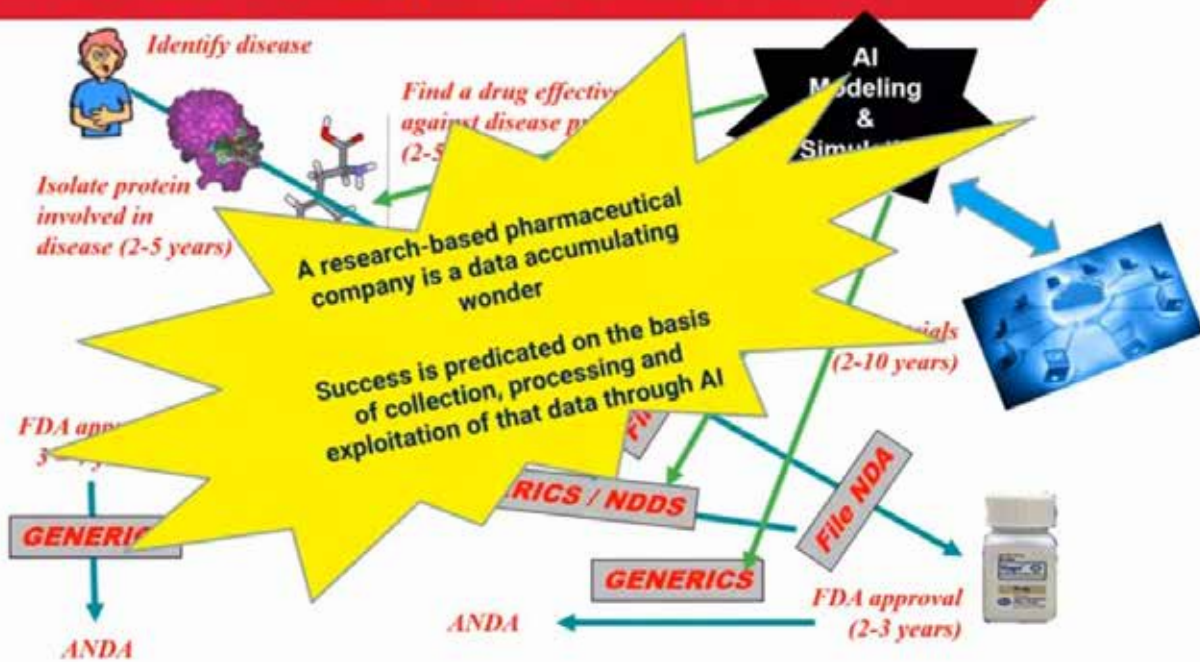 Identify disease
AI
Modeling
&
Find a drug effective
against disease
(2-5
Isolate protein
involved in
disease (2-5 years)
A research-based pharmaceutical
company is a data accumulating
wonder
Success is predicated on the basis
of collection, processing and
exploitation of that data through AI
(2-10 years)
FDA
GENERIC
ANDA
RICS / NDDS
File NDA
GENERICS
ANDA
FDA approval
(2-3 years)